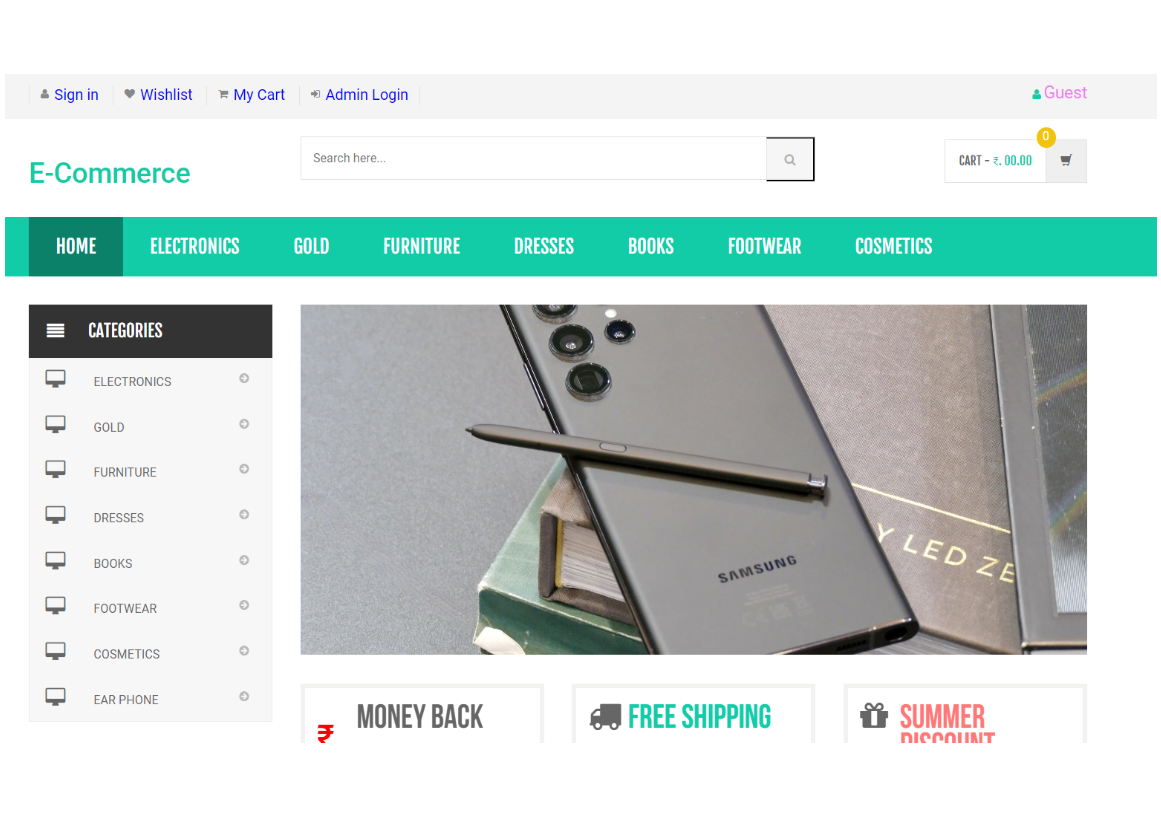 Sign in
Wishlist
My Cart
Admin Login
Guest
E-Commerce
Search here...
0
CART - ₹. 00.00
HOME
ELECTRONICS
GOLD
FURNITURE
DRESSES
BOOKS
FOOTWEAR
COSMETICS
CATEGORIES
ELECTRONICS
GOLD
FURNITURE
DRESSES
BOOKS
FOOTWEAR
COSMETICS
EAR PHONE
Y LED ZE
SAMSUNG
₹
MONEY BACK
FREE SHIPPING
SUMMER
DISCOUNT